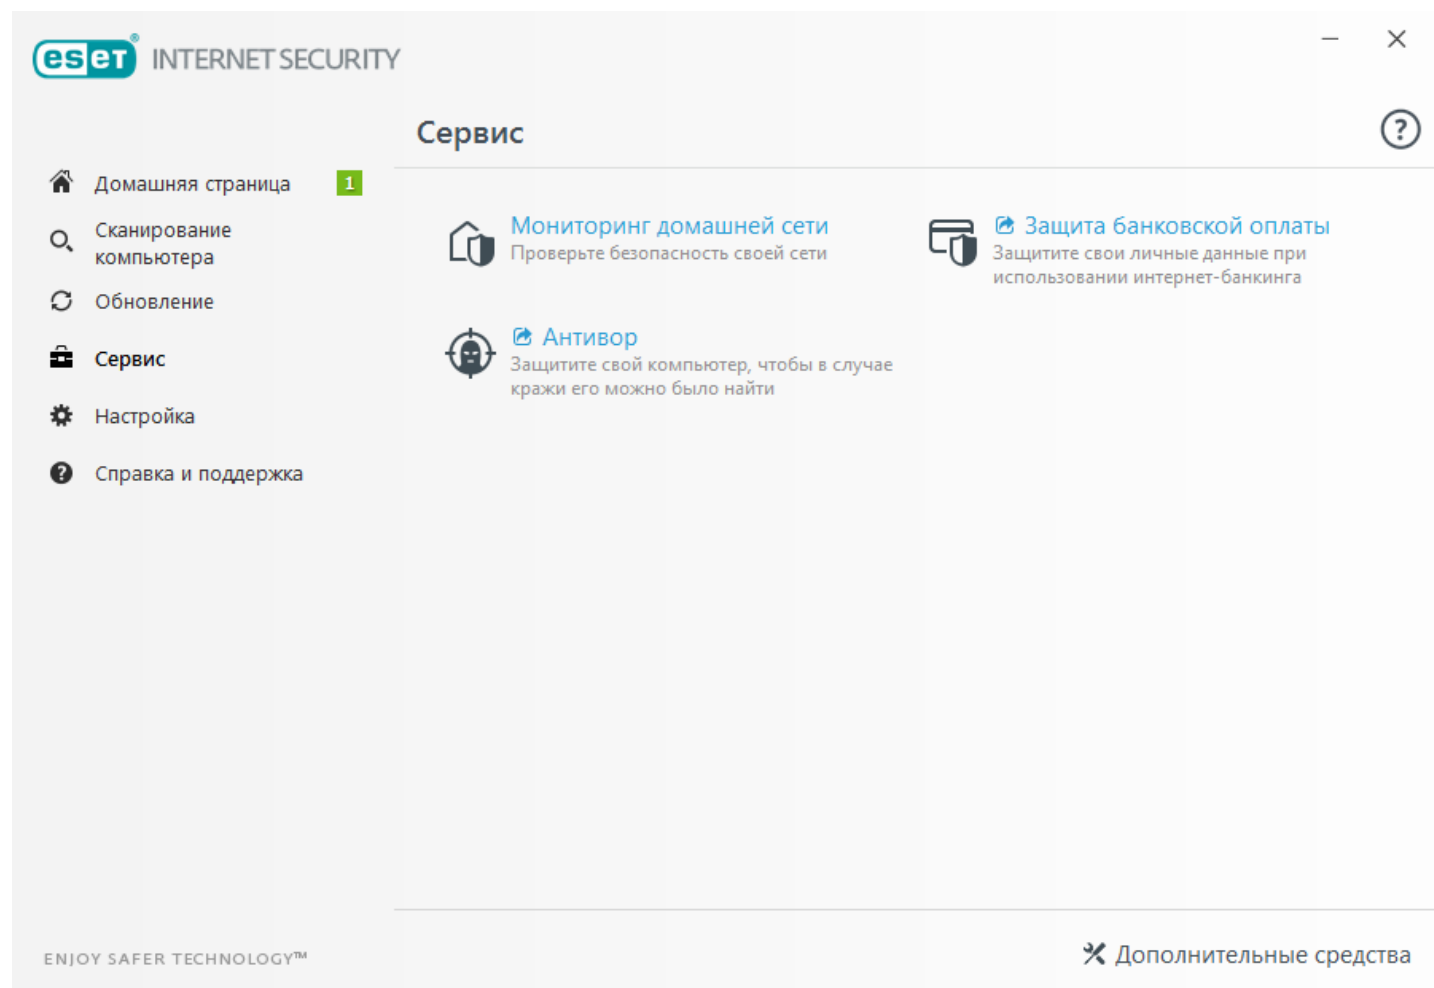 eset® INTERNET SECURITY
Сервис
Домашняя страница 1
Сканирование
компьютера
Обновление
Сервис
Настройка
Справка и поддержка
Мониторинг домашней сети
Проверьте безопасность своей сети
Защита банковской оплаты
Защитите свои личные данные при
использовании интернет-банкинга
Антивор
Защитите свой компьютер, чтобы в случае
кражи его можно было найти
ENJOY SAFER TECHNOLOGY™
Дополнительные средства